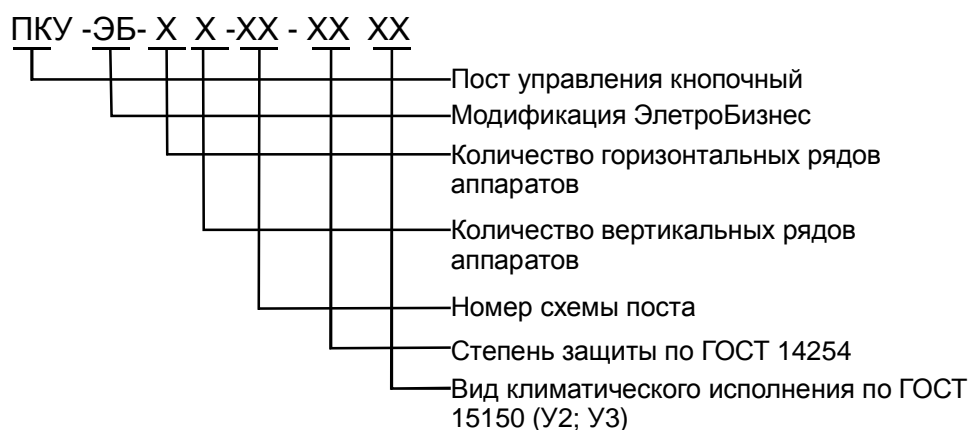 ПКУ -ЭБ- Х Х -ХХ - ХХ ХХ
Пост управления кнопочный
Модификация ЭлетроБизнес
Количество горизонтальных рядов
аппаратов
Количество вертикальных рядов
аппаратов
Номер схемы поста
Степень защиты по ГОСТ 14254
Вид климатического исполнения по ГОСТ
15150 (У2; У3)